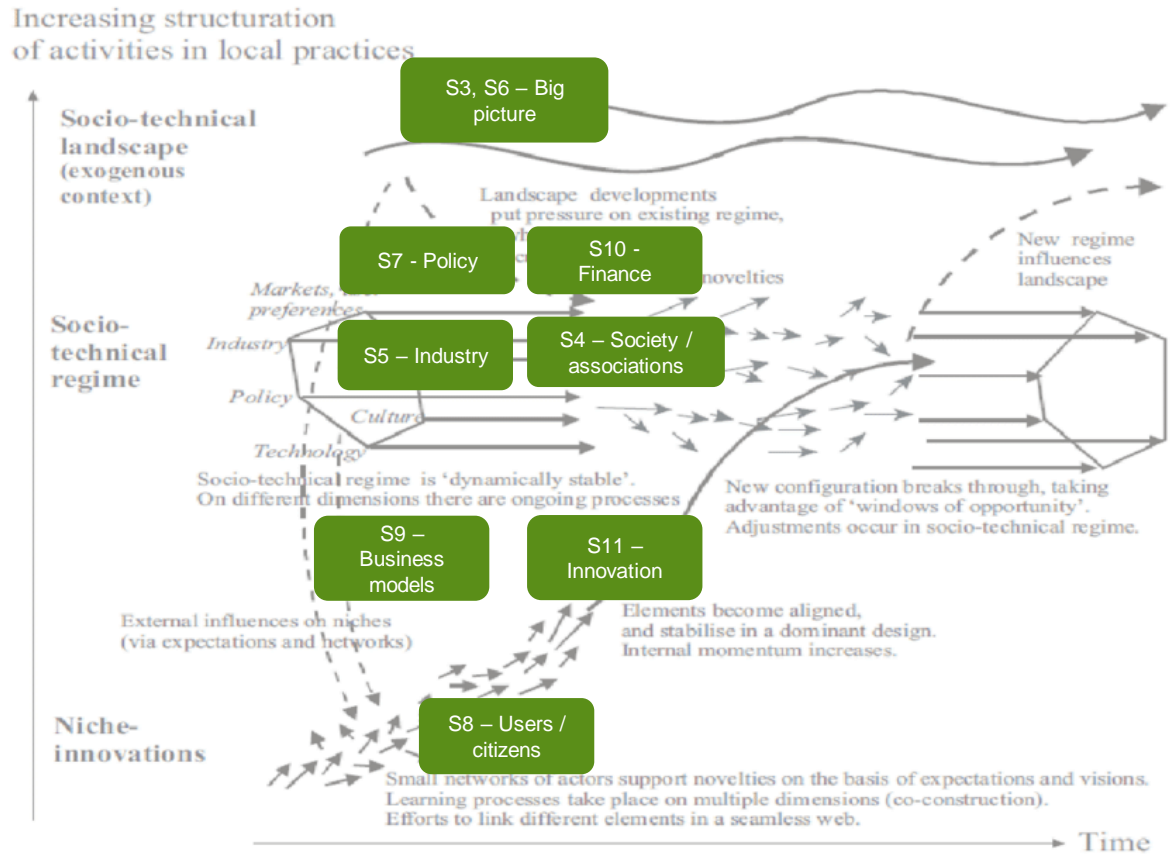 Increasing structuration
of activities in local practices
S3, S6 – Big
picture
Socio-technical
landscape
(exogenous
context)
Landscape developments
put pressure on existing regime,
S7 - Policy
S10 -
Finance
novelties
New regime
influences
landscape
Markets,
preferences
Socio-
technical
regime
Industry
S5 – Industry
S4 – Society /
associations
Policy
Culture
Technology
Socio-technical regime is ‘dynamically stable’.
On different dimensions there are ongoing processes
New configuration breaks through, taking
advantage of ‘windows of opportunity’.
Adjustments occur in socio-technical regime.
S9 –
Business
models
S11 –
Innovation
External influences on niches
(via expectations and networks)
Elements become aligned,
and stabilise in a dominant design.
Internal momentum increases.
Niche-
innovations
S8 – Users /
citizens
Small networks of actors support novelties on the basis of expectations and visions.
Learning processes take place on multiple dimensions (co-construction).
Efforts to link different elements in a seamless web.
Time